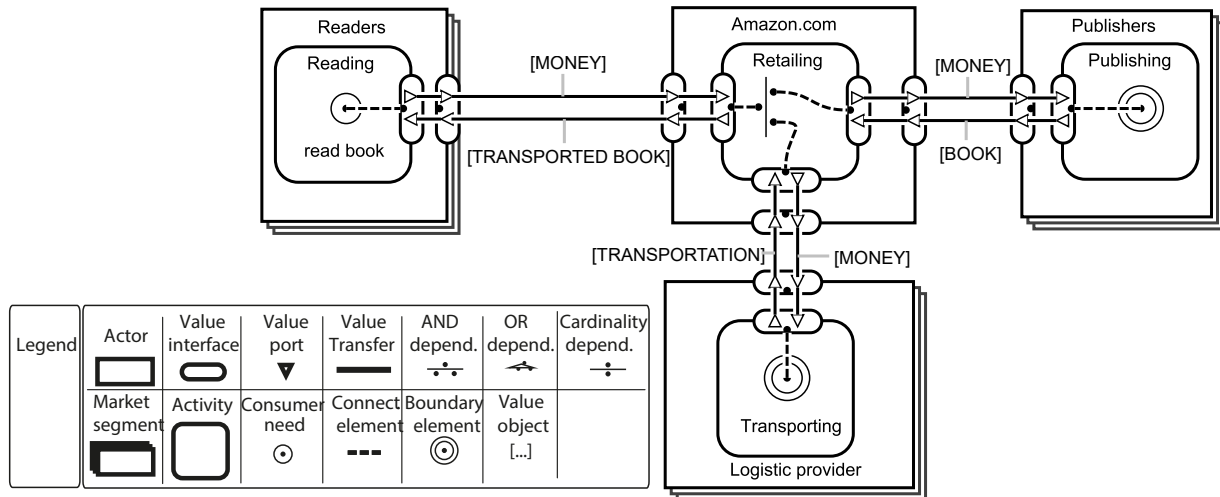 Readers
Amazon.com
Publishers
Reading
Retailing
Publishing
[MONEY]
[MONEY]
read book
[TRANSPORTED BOOK]
[BOOK]
[TRANSPORTATION]
[MONEY]
Transporting
Logistic provider
Legend
Actor
Value
interface
Value
port
Value
Transfer
AND
depend.
OR
depend.
Cardinality
depend.
Market
segment
Activity
Consumer
need
Connect
element
Boundary
element
Value
object
[...]